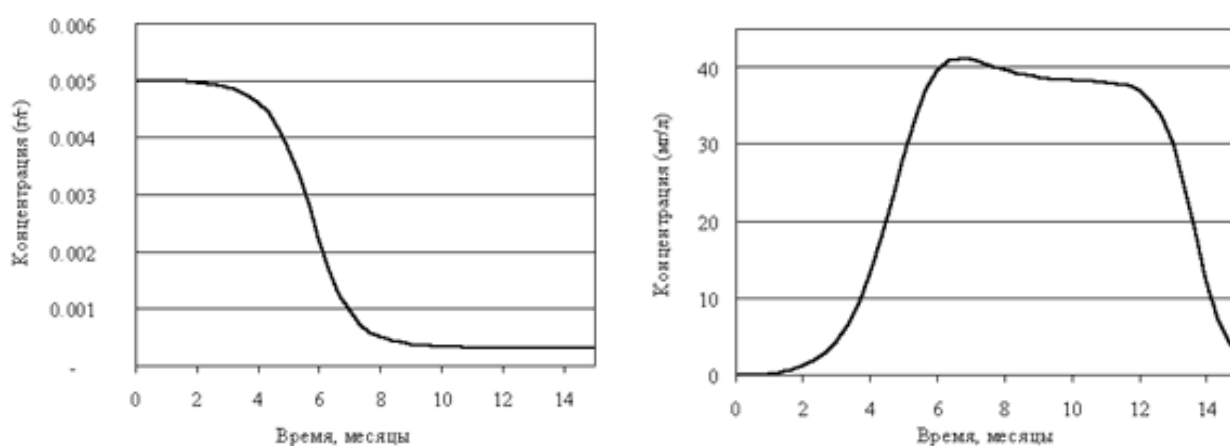 Концентрация (г/г)
0.006
0.005
0.004
0.003
0.002
0.001
-
0 2 4 6 8 10 12 14
Время, месяцы
Концентрация (мг/л)
40
30
20
10
0
0 2 4 6 8 10 12 14
Время, месяцы